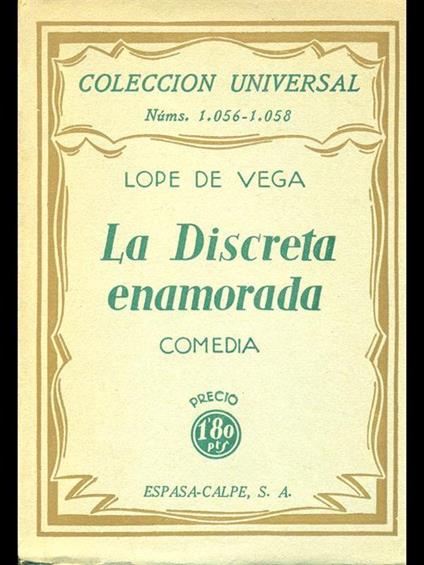 COLECCION UNIVERSAL
Núms. 1.056-1.058
LOPE DE VEGA
La Discreta
enamorada
COMEDIA
PRECIO
1'80
pts
ESPASA-CALPE, S. A.